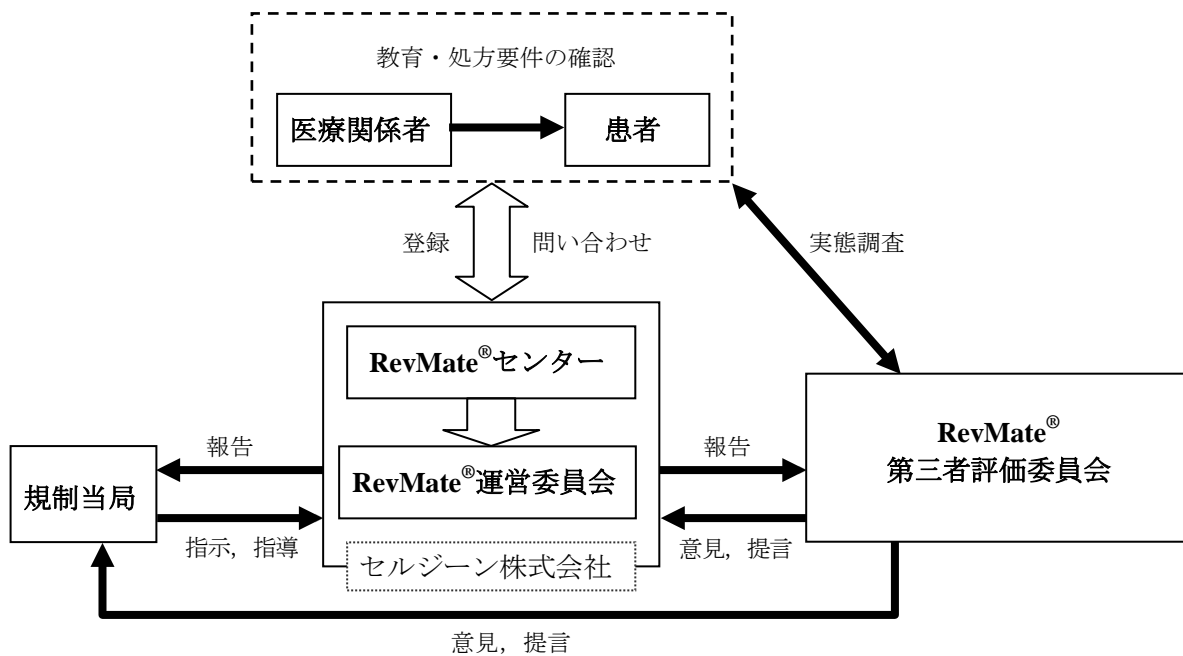 教育・処方要件の確認
医療関係者
患者
登録
問い合わせ
実態調査
RevMate®センター
RevMate®
第三者評価委員会
報告
報告
RevMate®運営委員会
規制当局
指示，指導
意見，提言
セルジーン株式会社
意見，提言